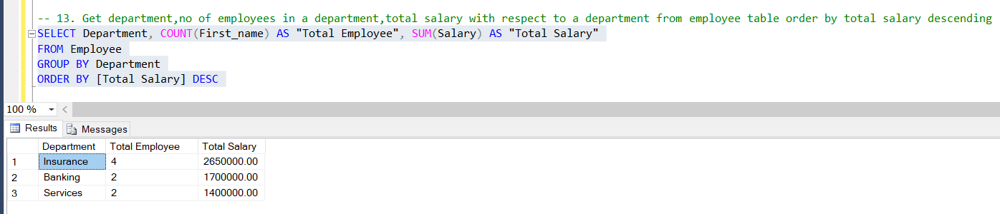 -- 13. Get department,no of employees in a department,total salary with respect to a department from employee table order by total salary descending
SELECT Department, COUNT(First_name) AS "Total Employee", SUM(Salary) AS "Total Salary"
FROM Employee
GROUP BY Department
ORDER BY [Total Salary] DESC
100 %
Results Messages
Department Total Employee Total Salary
1 Insurance 4 2650000.00
2 Banking 2 1700000.00
3 Services 2 1400000.00